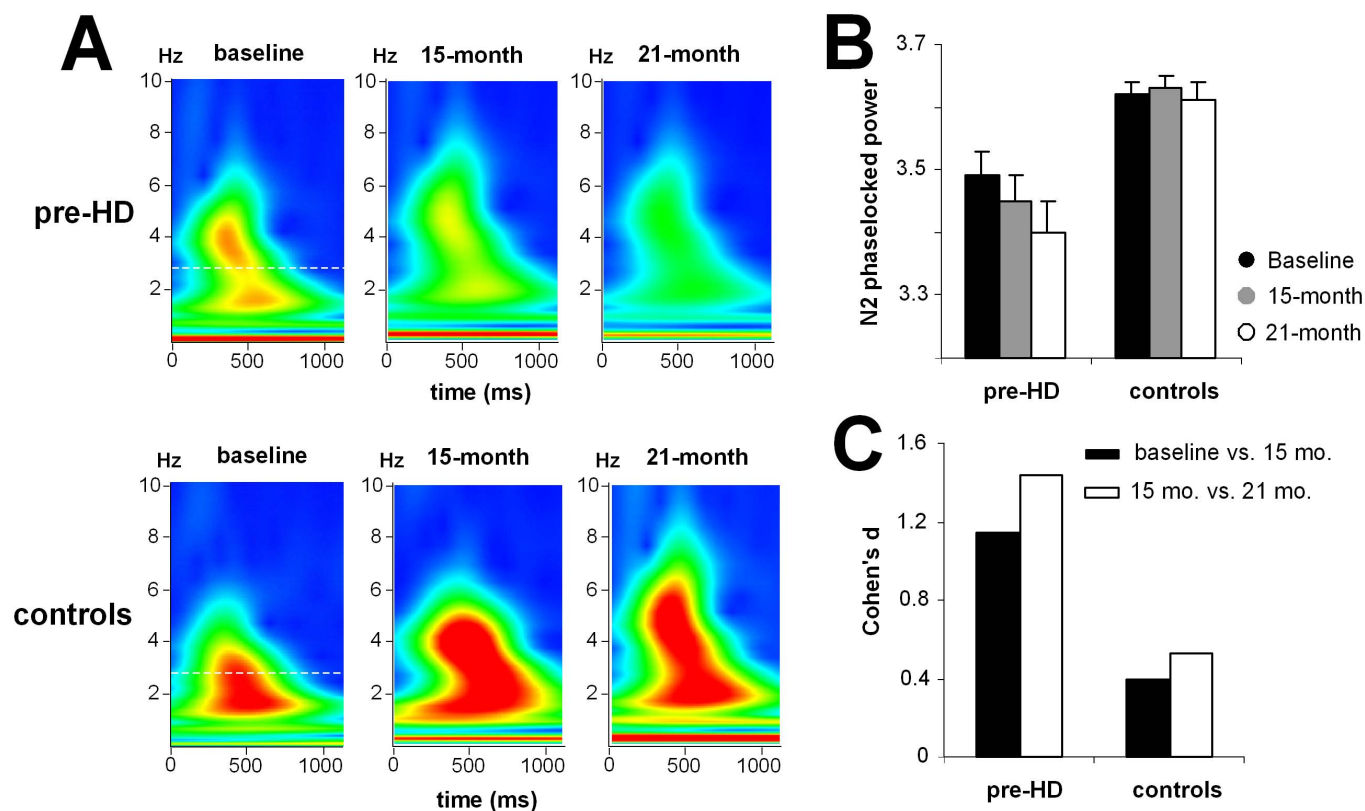 A
Hz baseline
Hz 15-month
Hz 21-month
pre-HD
10
8
6
4
2
0 500 1000
10
8
6
4
2
0 500 1000
10
8
6
4
2
0 500 1000
time (ms)
controls
Hz baseline
Hz 15-month
Hz 21-month
10
8
6
4
2
0 500 1000
10
8
6
4
2
0 500 1000
10
8
6
4
2
0 500 1000
time (ms)
B
N2 phaselocked power
3.7
3.5
3.3
pre-HD controls
Baseline
15-month
21-month
C
Cohen's d
1.6
1.2
0.8
0.4
0
baseline vs. 15 mo.
15 mo. vs. 21 mo.
pre-HD controls